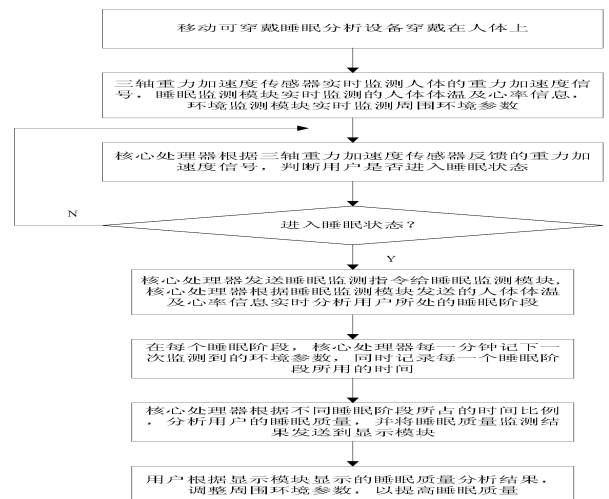 移动可穿戴睡眠分析设备穿戴在人体上
三轴重力加速度传感器实时监测人体的重力加速度信
号，睡眠监测模块实时监测的人体体温及心率信息，
环境监测模块实时监测周围环境参数
核心处理器根据三轴重力加速度传感器反馈的重力加
速度信号，判断用户是否进入睡眠状态
N
进入睡眠状态？
Y
核心处理器发送睡眠监测指令给睡眠监测模块，
核心处理器根据睡眠监测模块发送的人体体温
及心率信息实时分析用户所处的睡眠阶段
在每个睡眠阶段，核心处理器每一分钟记下一
次监测到的环境参数，同时记录每一个睡眠阶
段所用的时间
核心处理器根据不同睡眠阶段所占的时间比例
，分析用户的睡眠质量，并将睡眠质量监测结
果发送到显示模块
用户根据显示模块显示的睡眠质量分析结果，
调整周围环境参数，以提高睡眠质量